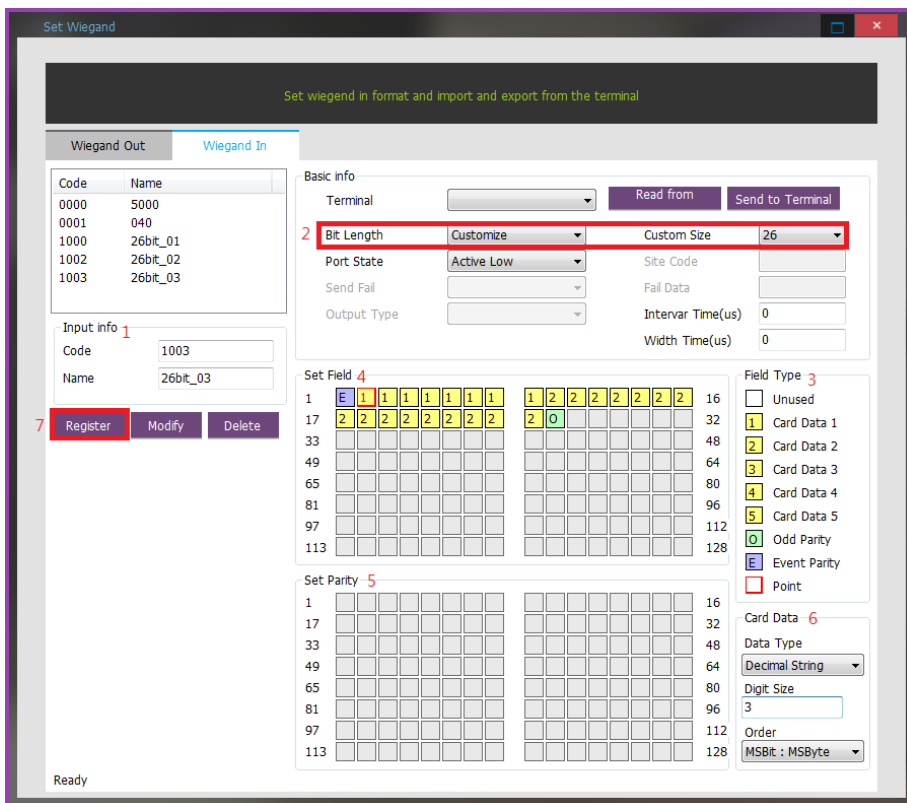 Set Wiegand
Set wiegend in format and import and export from the terminal
Wiegand Out Wiegand In
Code Name
0000 5000
0001 040
1000 26bit_01
1002 26bit_02
1003 26bit_03
Input info 1
Code 1003
Name 26bit_03
7 Register Modify Delete
Basic info
Terminal Read from Send to Terminal
2 Bit Length Customize Custom Size 26
Port State Active Low Site Code
Send Fail Fail Data
Output Type Intervar Time(us) 0
Width Time(us) 0
Set Field 4
1 E 1 1 1 1 1 1 1 1 2 2 2 2 2 2 2 16
17 2 2 2 2 2 2 2 2 2 O 32
33 48
49 64
65 80
81 96
97 112
113 128
Field Type 3
Unused
1 Card Data 1
2 Card Data 2
3 Card Data 3
4 Card Data 4
5 Card Data 5
O Odd Parity
E Event Parity
Point
Set Parity 5
1 16
17 32
33 48
49 64
65 80
81 96
97 112
113 128
Card Data 6
Data Type
Decimal String
Digit Size
3
Order
MSBit : MSByte
Ready